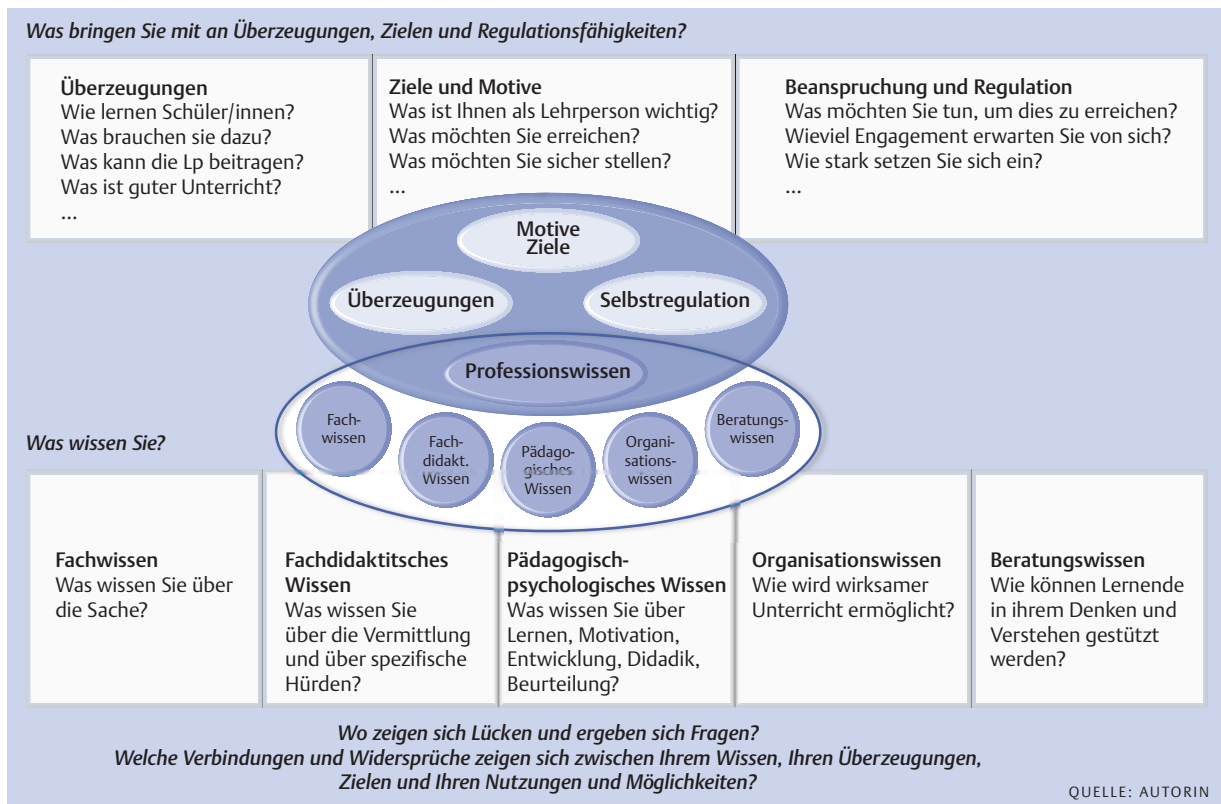 Was bringen Sie mit an Überzeugungen, Zielen und Regulationsfähigkeiten?
Überzeugungen
Wie lernen Schüler/innen?
Was brauchen sie dazu?
Was kann die Lp beitragen?
Was ist guter Unterricht?
...
Ziele und Motive
Was ist Ihnen als Lehrperson wichtig?
Was möchten Sie erreichen?
Was möchten Sie sicher stellen?
...
Beanspruchung und Regulation
Was möchten Sie tun, um dies zu erreichen?
Wieviel Engagement erwarten Sie von sich?
Wie stark setzen Sie sich ein?
...
Motive
Ziele
Überzeugungen
Selbstregulation
Professionswissen
Fach-
wissen
Fach-
didakt.
Wissen
Pädago-
gisches
Wissen
Organi-
sations-
wissen
Beratungs-
wissen
Was wissen Sie?
Fachwissen
Was wissen Sie über
die Sache?
Fachdidaktitsches
Wissen
Was wissen Sie
über die Vermittlung
und über spezifische
Hürden?
Pädagogisch-
psychologisches Wissen
Was wissen Sie über
Lernen, Motivation,
Entwicklung, Didadik,
Beurteilung?
Organisationswissen
Wie wird wirksamer
Unterricht ermöglicht?
Beratungswissen
Wie können Lernende
in ihrem Denken und
Verstehen gestützt
werden?
Wo zeigen sich Lücken und ergeben sich Fragen?
Welche Verbindungen und Widersprüche zeigen sich zwischen Ihrem Wissen, Ihren Überzeugungen,
Zielen und Ihren Nutzungen und Möglichkeiten?
QUELLE: AUTORIN